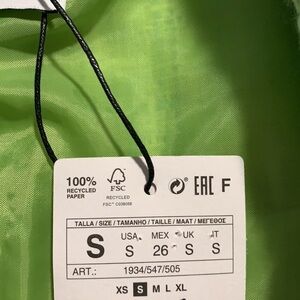 100%
RECYCLED
PAPER
FSC
RECYCLED
EAC F
TALLA / SIZE / TAMANHO / TAILLE / MAAT / ΜΕΓΕΘΟΣ
S
USA MEX UK IT
S 26 S S
ART.: 1934/547/505
XS S M L XL